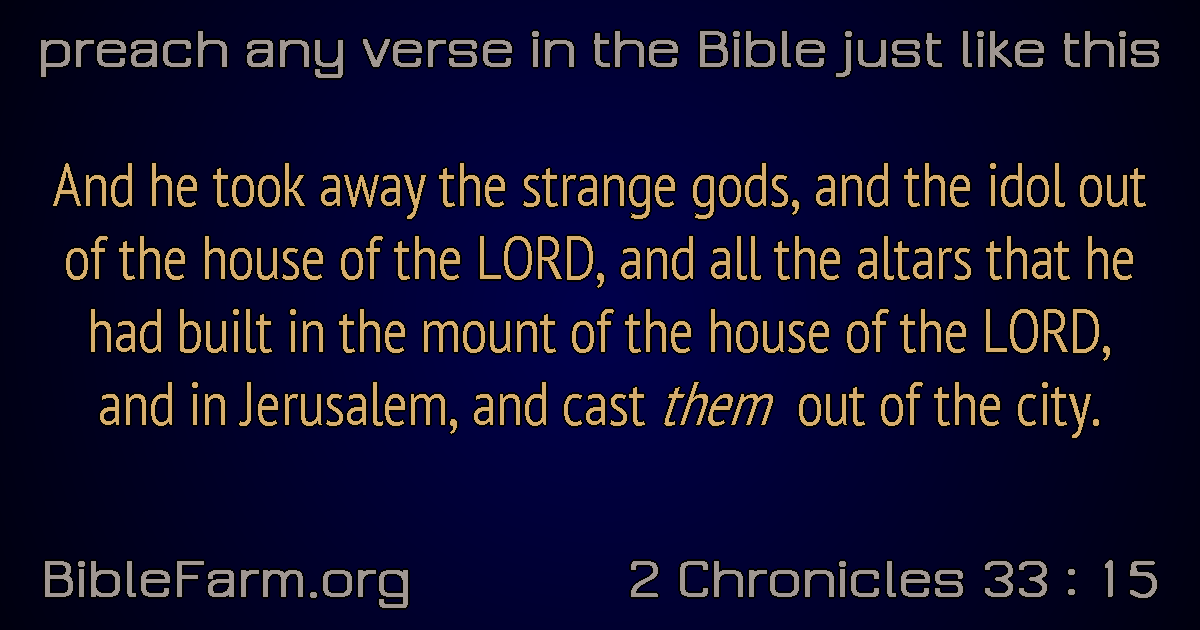 preach any verse in the Bible just like this
And he took away the strange gods, and the idol out
of the house of the LORD, and all the altars that he
had built in the mount of the house of the LORD,
and in Jerusalem, and cast them out of the city.
BibleFarm.org
2 Chronicles 33 : 15